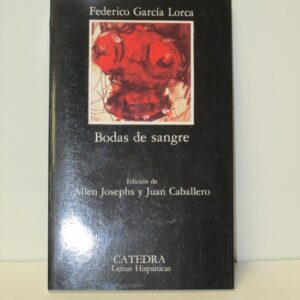 Federico García Lorca
Bodas de sangre
Edición de
Allen Josephs y Juan Caballero
CATEDRA
Letras Hispánicas